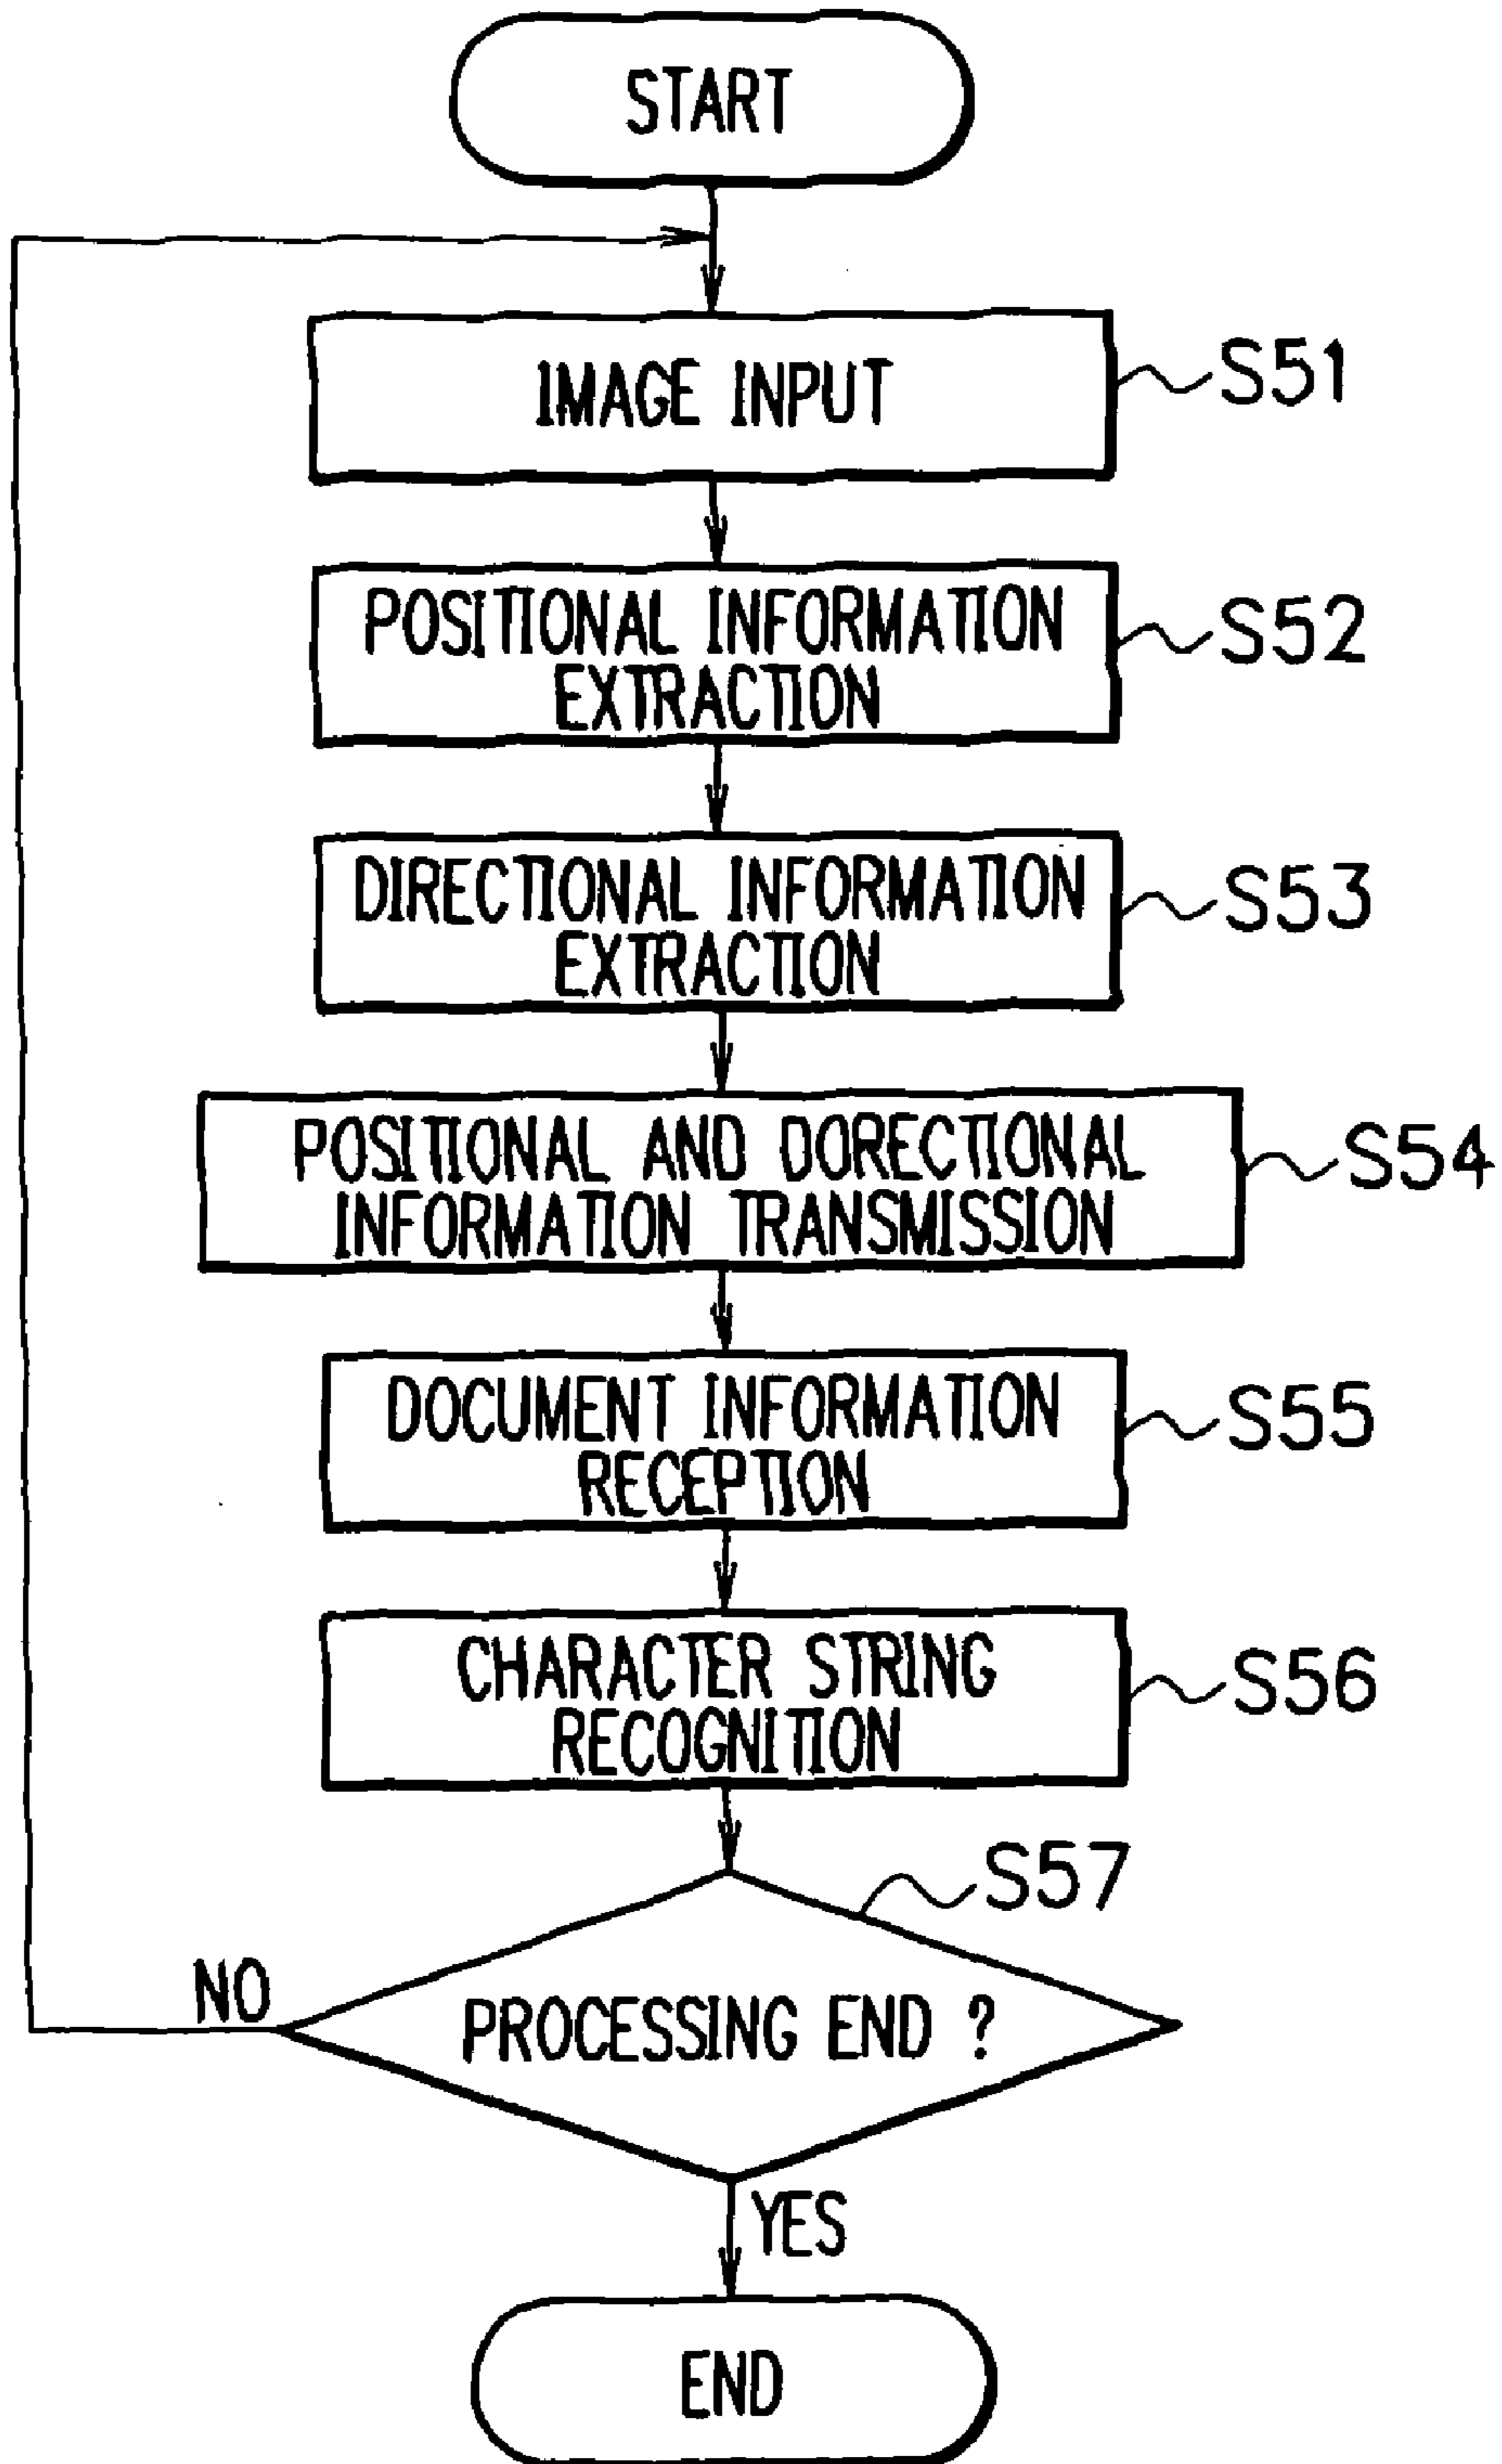 START
IMAGE INPUT
S51
POSITIONAL INFORMATION
EXTRACTION
S52
DIRECTIONAL INFORMATION
EXTRACTION
S53
POSITIONAL AND DORECTIONAL
INFORMATION TRANSMISSION
S54
DOCUMENT INFORMATION
RECEPTION
S55
CHARACTER STRING
RECOGNITION
S56
S57
NO
PROCESSING END ?
YES
END